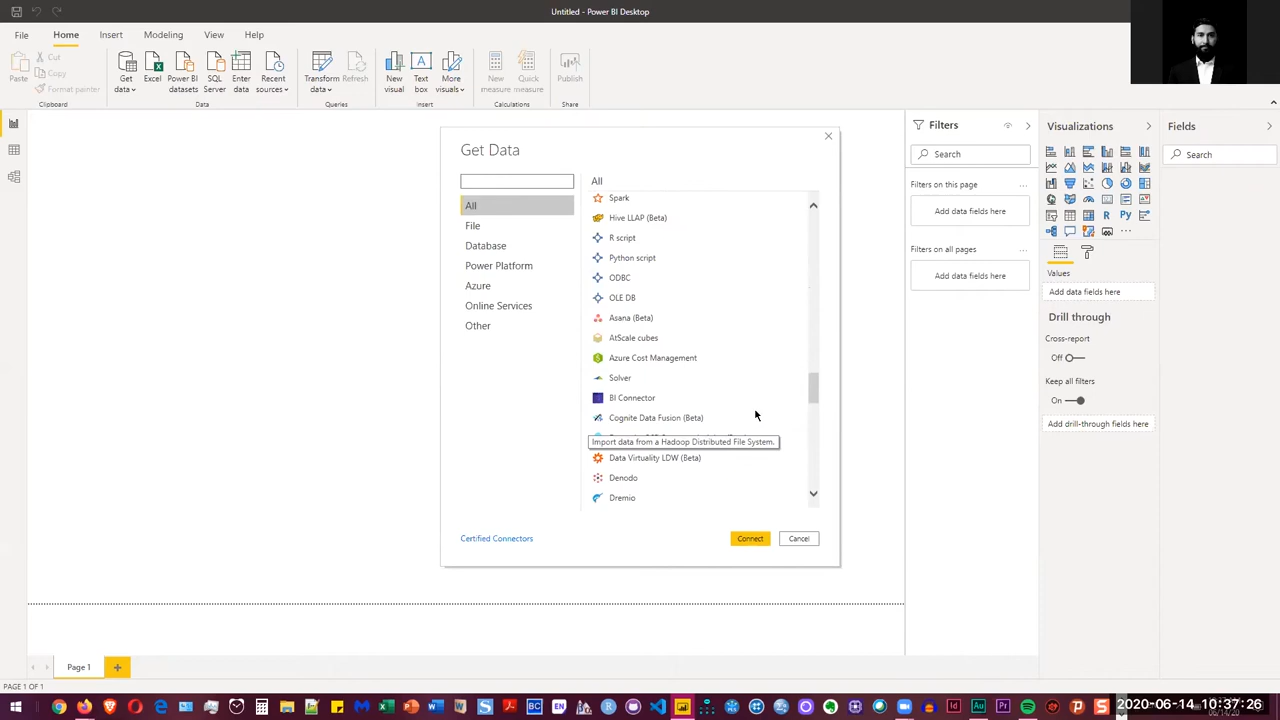 Untitled - Power BI Desktop
File Home Insert Modeling View Help
Paste
Cut
Copy
Format painter
Clipboard
Get data
Excel
Power BI datasets
SQL Server
Enter data
Recent sources
Data
Transform data
Refresh
Queries
New visual
Text box
More visuals
Insert
New measure
Quick measure
Calculations
Publish
Share
Get Data
All
File
Database
Power Platform
Azure
Online Services
Other
All
Spark
Hive LLAP (Beta)
R script
Python script
ODBC
OLE DB
Asana (Beta)
AtScale cubes
Azure Cost Management
Solver
BI Connector
Cognite Data Fusion (Beta)
Import data from a Hadoop Distributed File System.
Data Virtuality LDW (Beta)
Denodo
Dremio
Certified Connectors
Connect
Cancel
Filters
Search
Filters on this page
Add data fields here
Filters on all pages
Add data fields here
Visualizations
R Py
Values
Add data fields here
Drill through
Cross-report
Off
Keep all filters
On
Add drill-through fields here
Fields
Search
Page 1
PAGE 1 OF 1
2020-06-14 10:37:26